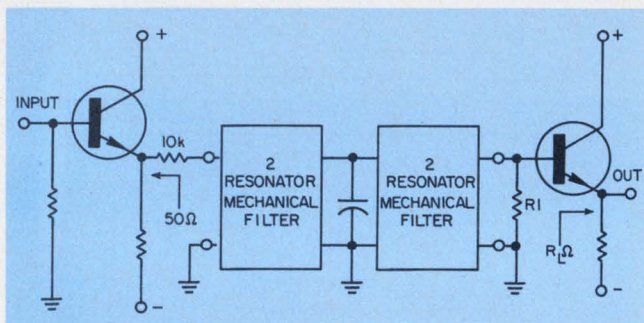 +
INPUT
10k
50Ω
-
2
RESONATOR
MECHANICAL
FILTER
2
RESONATOR
MECHANICAL
FILTER
R1
+
OUT
RLΩ
-